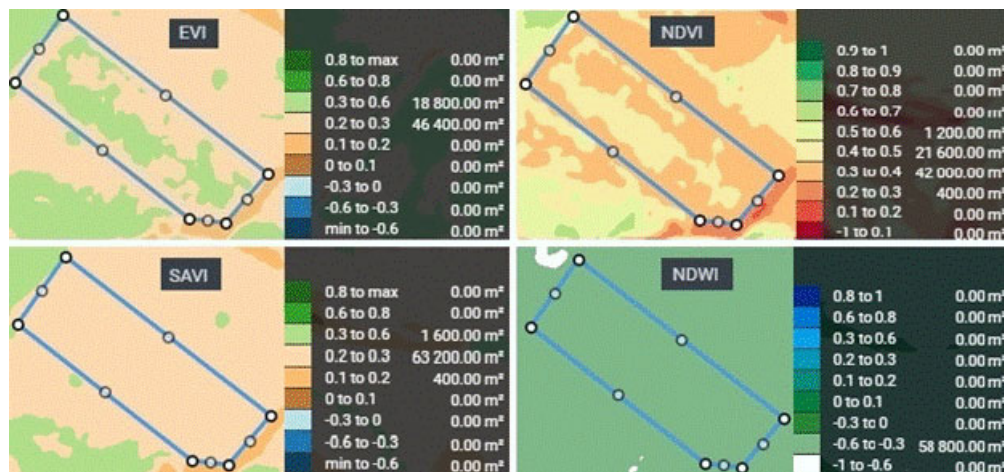 EVI
0.8 to max 0.00 m²
0.6 to 0.8 0.00 m²
0.3 to 0.6 18 800.00 m²
0.2 to 0.3 46 400.00 m²
0.1 to 0.2 0.00 m²
0 to 0.1 0.00 m²
-0.3 to 0 0.00 m²
-0.6 to -0.3 0.00 m²
min to -0.6 0.00 m²
NDVI
0.9 to 1 0.00 m²
0.8 to 0.9 0.00 m²
0.7 to 0.8 0.00 m²
0.6 to 0.7 0.00 m²
0.5 to 0.6 1 200.00 m²
0.4 to 0.5 21 600.00 m²
0.3 to 0.4 42 000.00 m²
0.2 to 0.3 400.00 m²
0.1 to 0.2 0.00 m²
-1 to 0.1 0.00 m²
SAVI
0.8 to max 0.00 m²
0.6 to 0.8 0.00 m²
0.3 to 0.6 1 600.00 m²
0.2 to 0.3 63 200.00 m²
0.1 to 0.2 400.00 m²
0 to 0.1 0.00 m²
-0.3 to 0 0.00 m²
-0.6 to -0.3 0.00 m²
min to -0.6 0.00 m²
NDWI
0.8 to 1 0.00 m²
0.6 to 0.8 0.00 m²
0.3 to 0.6 0.00 m²
0.2 to 0.3 0.00 m²
0.1 to 0.2 0.00 m²
0 to 0.1 0.00 m²
-0.3 to 0 0.00 m²
-0.6 to -0.3 58 800.00 m²
-1 to -0.6 0.00 m²